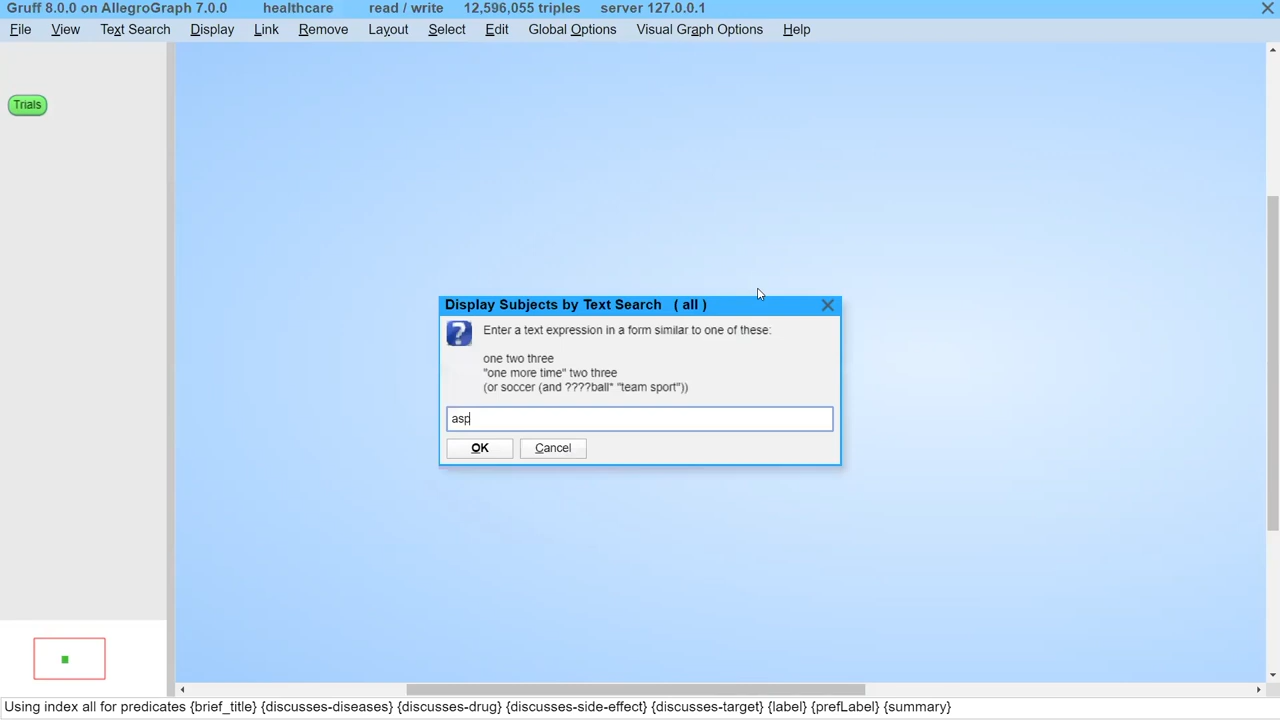 Gruff 8.0.0 on AllegroGraph 7.0.0 healthcare read / write 12,596,055 triples server 127.0.0.1
File View Text Search Display Link Remove Layout Select Edit Global Options Visual Graph Options Help
Trials
Display Subjects by Text Search ( all )
Enter a text expression in a form similar to one of these:
one two three
"one more time" two three
(or soccer (and ????ball* "team sport"))
asp
OK Cancel
Using index all for predicates {brief_title} {discusses-diseases} {discusses-drug} {discusses-side-effect} {discusses-target} {label} {prefLabel} {summary}